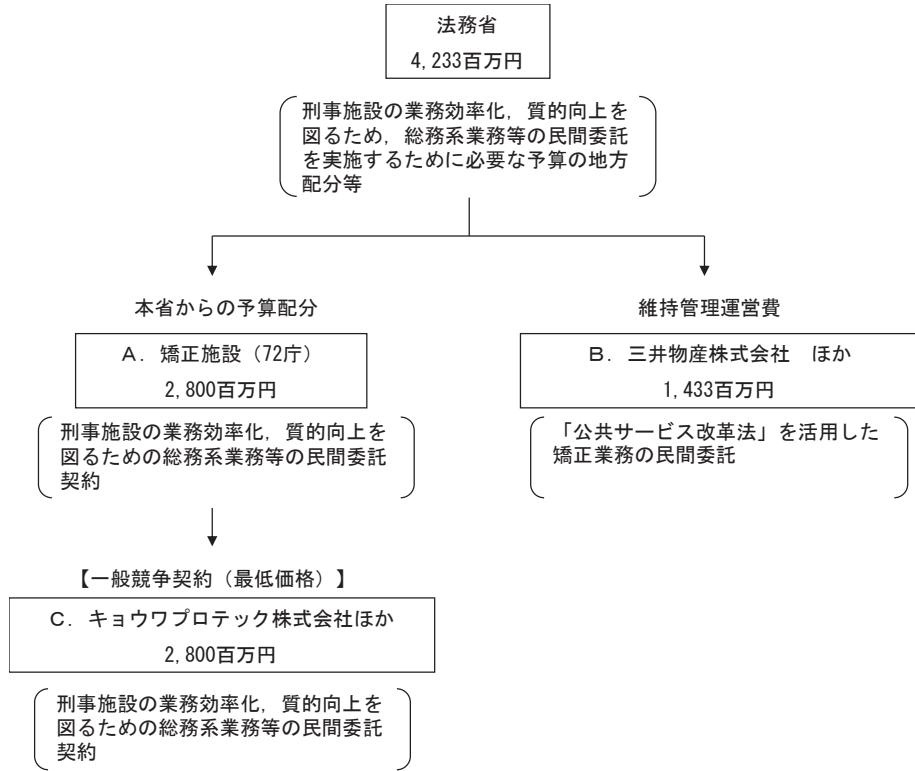 法務省
4,233百万円
刑事施設の業務効率化，質的向上を
図るため，総務系業務等の民間委託
を実施するために必要な予算の地方
配分等
本省からの予算配分
A．矯正施設（72庁）
2,800百万円
刑事施設の業務効率化，質的向上を
図るための総務系業務等の民間委託
契約
【一般競争契約（最低価格）】
C．キョウワプロテック株式会社ほか
2,800百万円
刑事施設の業務効率化，質的向上を
図るための総務系業務等の民間委託
契約
維持管理運営費
B．三井物産株式会社　ほか
1,433百万円
「公共サービス改革法」を活用した
矯正業務の民間委託